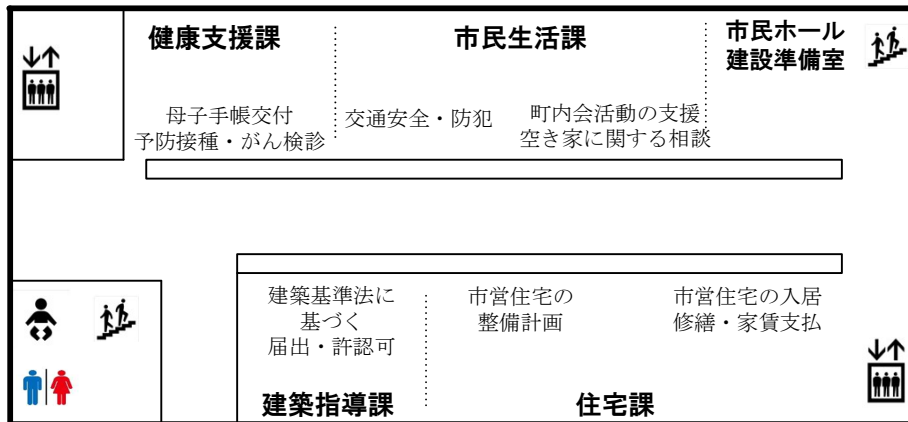 健康支援課
市民生活課
市民ホール
建設準備室
母子手帳交付
予防接種・がん検診
交通安全・防犯
町内会活動の支援
空き家に関する相談
建築基準法に
基づく
届出・許認可
市営住宅の
整備計画
市営住宅の入居
修繕・家賃支払
建築指導課
住宅課